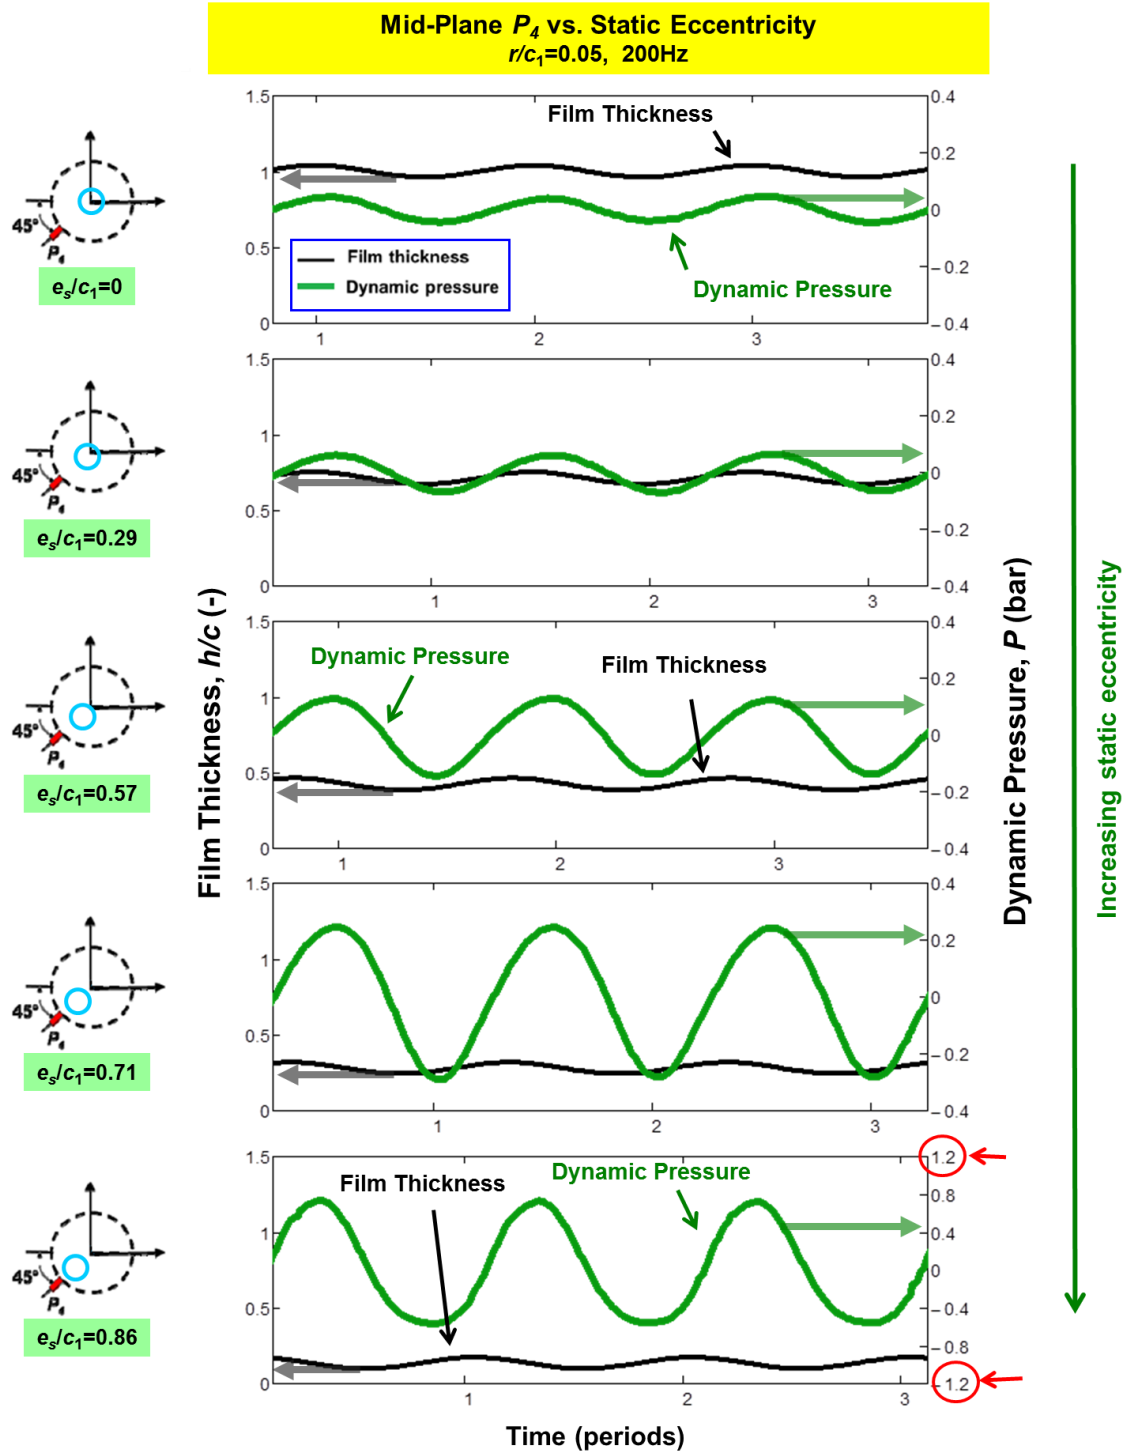 Mid-Plane P4 vs. Static Eccentricity
r/c1=0.05, 200Hz
1.5
1
0.5
0
0.4
0.2
0
– 0.2
– 0.4
1
2
3
Film Thickness
Film thickness
Dynamic pressure
Dynamic Pressure
45°
P4
es/c1=0
1.5
1
0.5
0
0.4
0.2
0
– 0.2
– 0.4
1
2
3
45°
P4
es/c1=0.29
1.5
1
0.5
0
0.4
0.2
0
– 0.2
– 0.4
1
2
3
Dynamic Pressure
Film Thickness
45°
P4
es/c1=0.57
1.5
1
0.5
0
0.4
0.2
0
– 0.2
– 0.4
1
2
3
45°
P4
es/c1=0.71
1.5
1
0.5
0
1.2
0.8
0.4
0
– 0.4
– 0.8
– 1.2
1
2
3
Film Thickness
Dynamic Pressure
45°
P4
es/c1=0.86
Film Thickness, h/c (-)
Dynamic Pressure, P (bar)
Increasing static eccentricity
Time (periods)